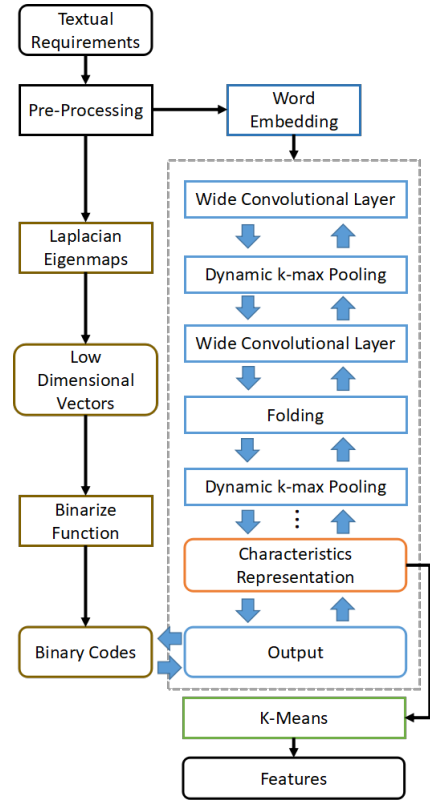 Textual
Requirements
Pre-Processing
Word
Embedding
Wide Convolutional Layer
Laplacian
Eigenmaps
Dynamic k-max Pooling
Wide Convolutional Layer
Low
Dimensional
Vectors
Folding
Dynamic k-max Pooling
Binarize
Function
Characteristics
Representation
Binary Codes
Output
K-Means
Features